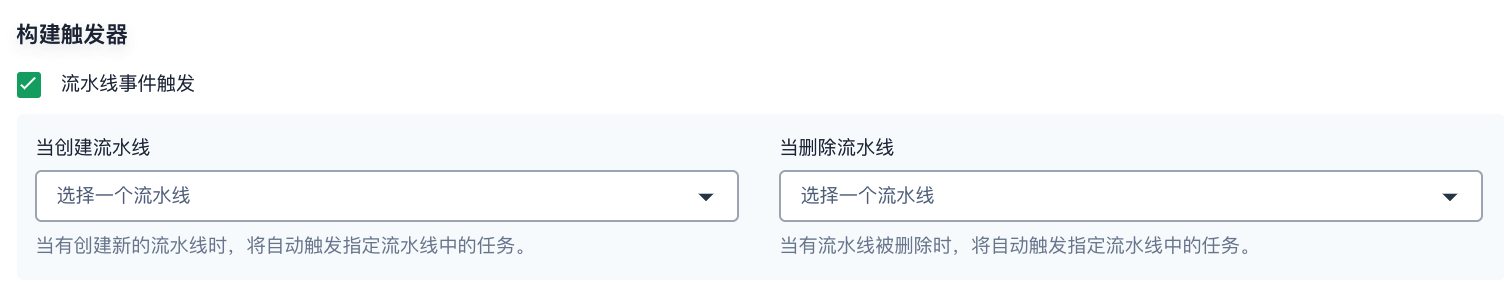 构建触发器
流水线事件触发
当创建流水线
当删除流水线
选择一个流水线
选择一个流水线
当有创建新的流水线时，将自动触发指定流水线中的任务。
当有流水线被删除时，将自动触发指定流水线中的任务。